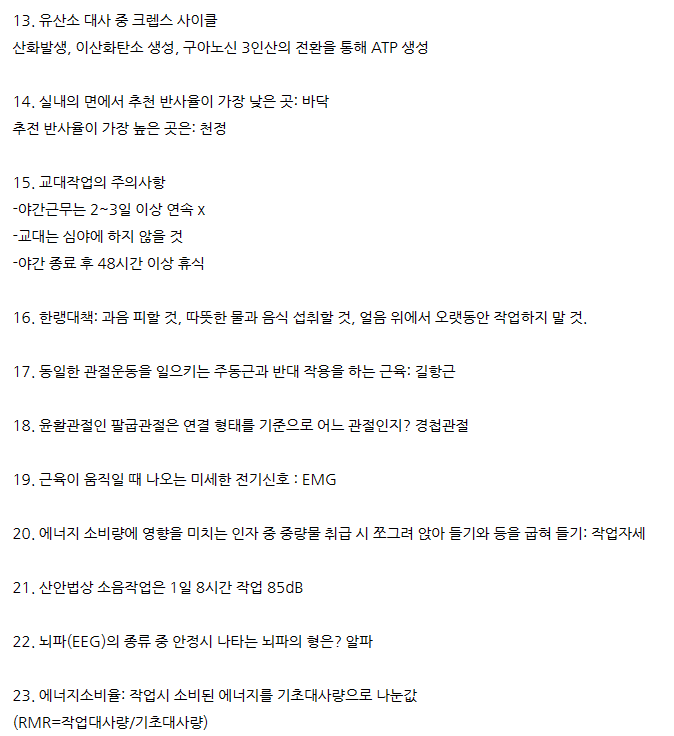 13. 유산소 대사 중 크렙스 사이클
산화발생, 이산화탄소 생성, 구아노신 3인산의 전환을 통해 ATP 생성
14. 실내의 면에서 추천 반사율이 가장 낮은 곳: 바닥
추전 반사율이 가장 높은 곳은: 천정
15. 교대작업의 주의사항
-야간근무는 2~3일 이상 연속 x
-교대는 심야에 하지 않을 것
-야간 종료 후 48시간 이상 휴식
16. 한랭대책: 과음 피할 것, 따뜻한 물과 음식 섭취할 것, 얼음 위에서 오랫동안 작업하지 말 것.
17. 동일한 관절운동을 일으키는 주동근과 반대 작용을 하는 근육: 길항근
18. 윤활관절인 팔굽관절은 연결 형태를 기준으로 어느 관절인지? 경첩관절
19. 근육이 움직일 때 나오는 미세한 전기신호 : EMG
20. 에너지 소비량에 영향을 미치는 인자 중 중량물 취급 시 쪼그려 앉아 들기와 등을 굽혀 들기: 작업자세
21. 산안법상 소음작업은 1일 8시간 작업 85dB
22. 뇌파(EEG)의 종류 중 안정시 나타는 뇌파의 형은? 알파
23. 에너지소비율: 작업시 소비된 에너지를 기초대사량으로 나눈값
(RMR=작업대사량/기초대사량)